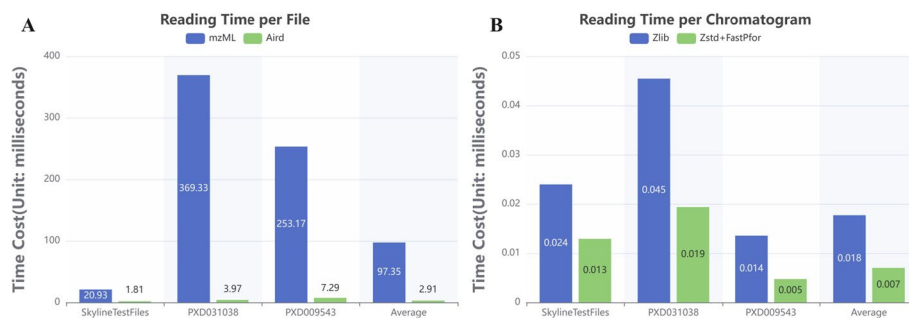 A
Reading Time per File
mzML Aird
Time Cost(Unit: milliseconds)
400
300
200
100
0
20.93
1.81
369.33
3.97
253.17
7.29
97.35
2.91
SkylineTestFiles PXD031038 PXD009543 Average
B
Reading Time per Chromatogram
Zlib Zstd+FastPfor
Time Cost(Unit: milliseconds)
0.05
0.04
0.03
0.02
0.01
0
0.024
0.013
0.045
0.019
0.014
0.005
0.018
0.007
SkylineTestFiles PXD031038 PXD009543 Average